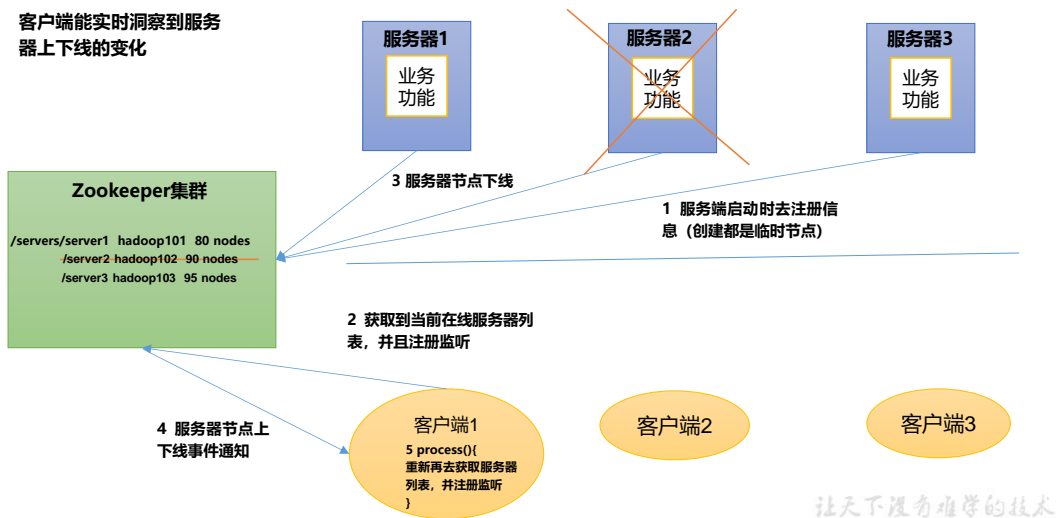 客户端能实时洞察到服务
器上下线的变化
服务器1
业务
功能
服务器2
业务
功能
服务器3
业务
功能
3 服务器节点下线
1 服务端启动时去注册信
息（创建都是临时节点）
Zookeeper集群
/servers/server1 hadoop101 80 nodes
/server2 hadoop102 90 nodes
/server3 hadoop103 95 nodes
2 获取到当前在线服务器列
表，并且注册监听
4 服务器节点上
下线事件通知
客户端1
5 process(){
重新再去获取服务器
列表，并注册监听
}
客户端2
客户端3
让天下没有难学的技术